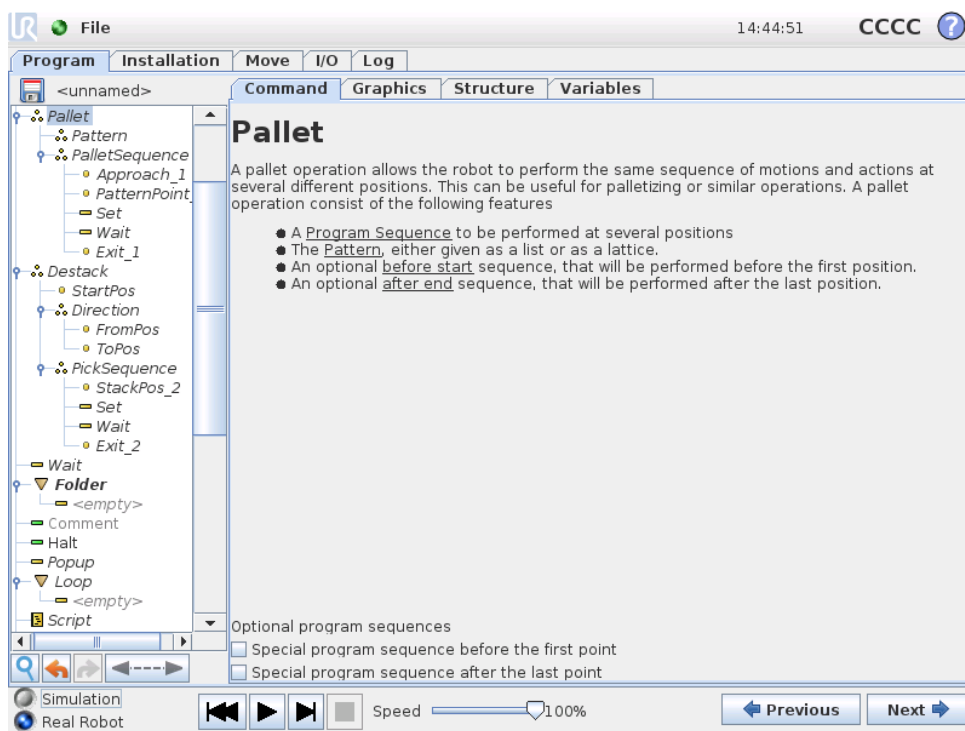 UR File 14:44:51 CCCC ?
Program Installation Move I/O Log
<unnamed>
Command Graphics Structure Variables
Pallet
Pattern
PalletSequence
Approach_1
PatternPoint_
Set
Wait
Exit_1
Destack
StartPos
Direction
FromPos
ToPos
PickSequence
StackPos_2
Set
Wait
Exit_2
Wait
Folder
<empty>
Comment
Halt
Popup
Loop
<empty>
Script
Pallet
A pallet operation allows the robot to perform the same sequence of motions and actions at
several different positions. This can be useful for palletizing or similar operations. A pallet
operation consist of the following features
● A Program Sequence to be performed at several positions
● The Pattern, either given as a list or as a lattice.
● An optional before start sequence, that will be performed before the first position.
● An optional after end sequence, that will be performed after the last position.
Optional program sequences
Special program sequence before the first point
Special program sequence after the last point
Simulation
Real Robot
Speed 100%
Previous Next